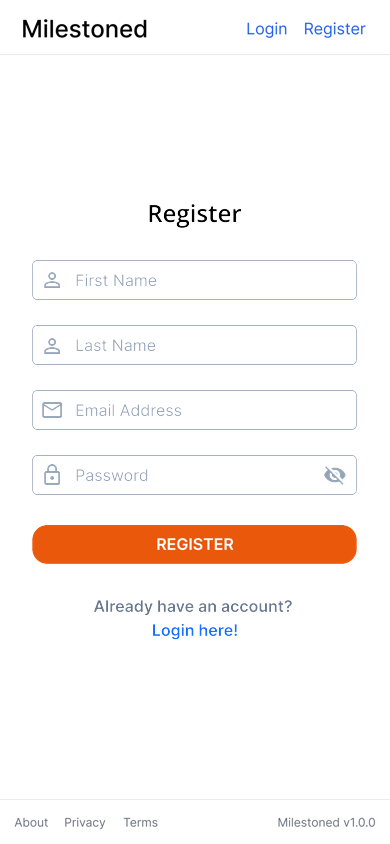 Milestoned Login Register
Register
First Name
Last Name
Email Address
Password
REGISTER
Already have an account?
Login here!
About Privacy Terms Milestoned v1.0.0